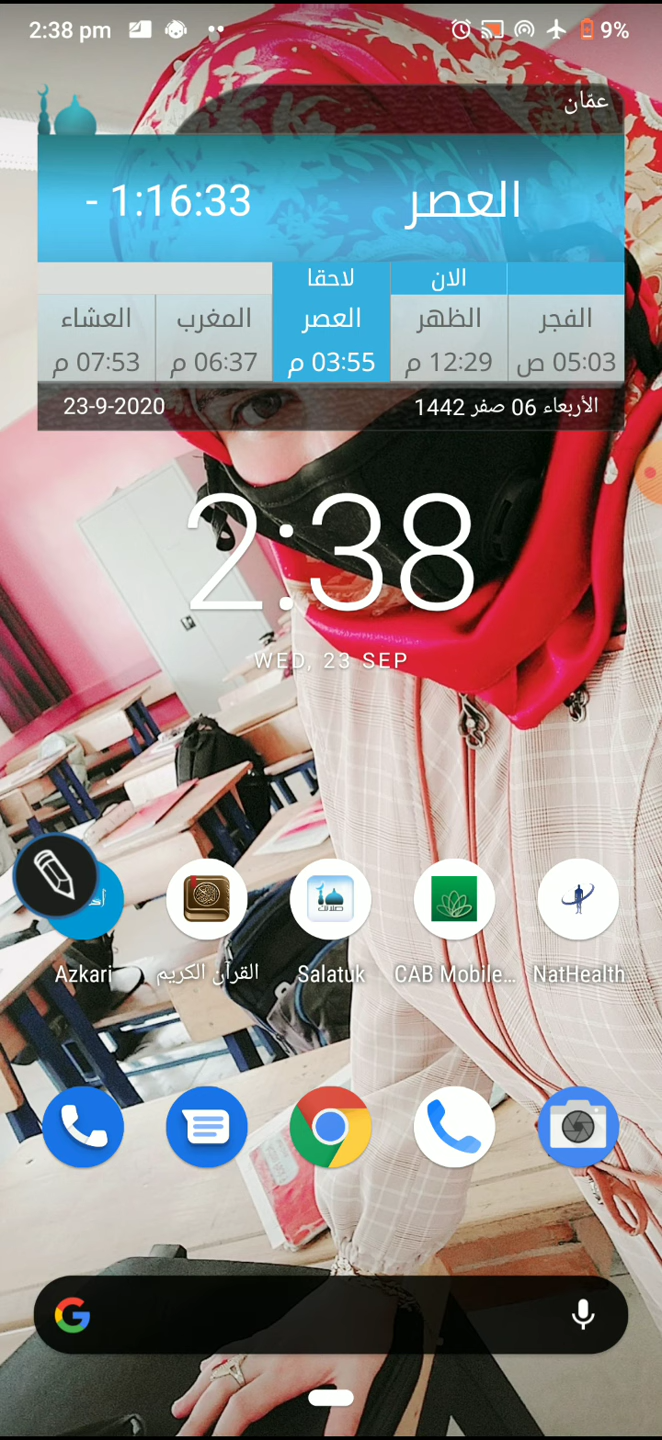 2:38 pm 9%
عمّان
العصر 1:16:33 -
الان لاحقا
الفجر الظهر العصر المغرب العشاء
05:03 ص 12:29 م 03:55 م 06:37 م 07:53 م
الأربعاء 06 صفر 1442 23-9-2020
2:38
WED, 23 SEP
Azkari القرآن الكريم Salatuk CAB Mobile... NatHealth